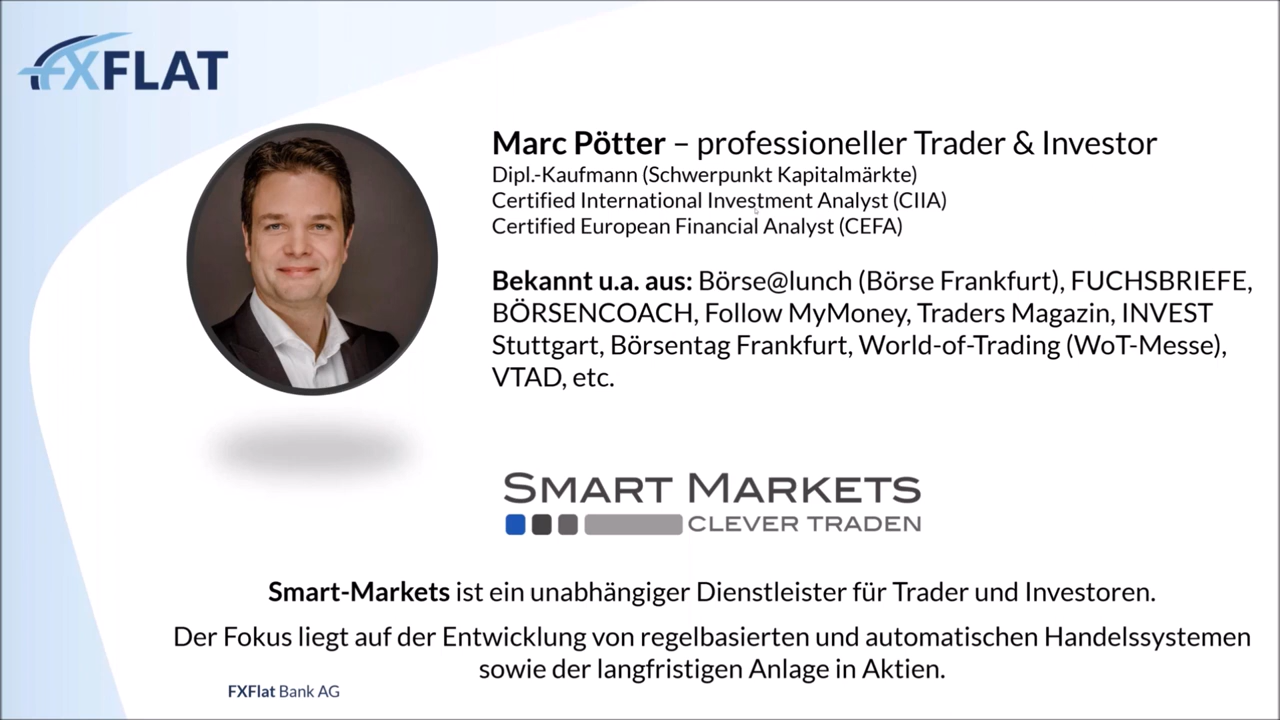 FXFLAT
Marc Pötter – professioneller Trader & Investor
Dipl.-Kaufmann (Schwerpunkt Kapitalmärkte)
Certified International Investment Analyst (CIIA)
Certified European Financial Analyst (CEFA)
Bekannt u.a. aus: Börse@lunch (Börse Frankfurt), FUCHSBRIEFE,
BÖRSENCOACH, Follow MyMoney, Traders Magazin, INVEST
Stuttgart, Börsentag Frankfurt, World-of-Trading (WoT-Messe),
VTAD, etc.
SMART MARKETS
CLEVER TRADEN
Smart-Markets ist ein unabhängiger Dienstleister für Trader und Investoren.
Der Fokus liegt auf der Entwicklung von regelbasierten und automatischen Handelssystemen
sowie der langfristigen Anlage in Aktien.
FXFlat Bank AG